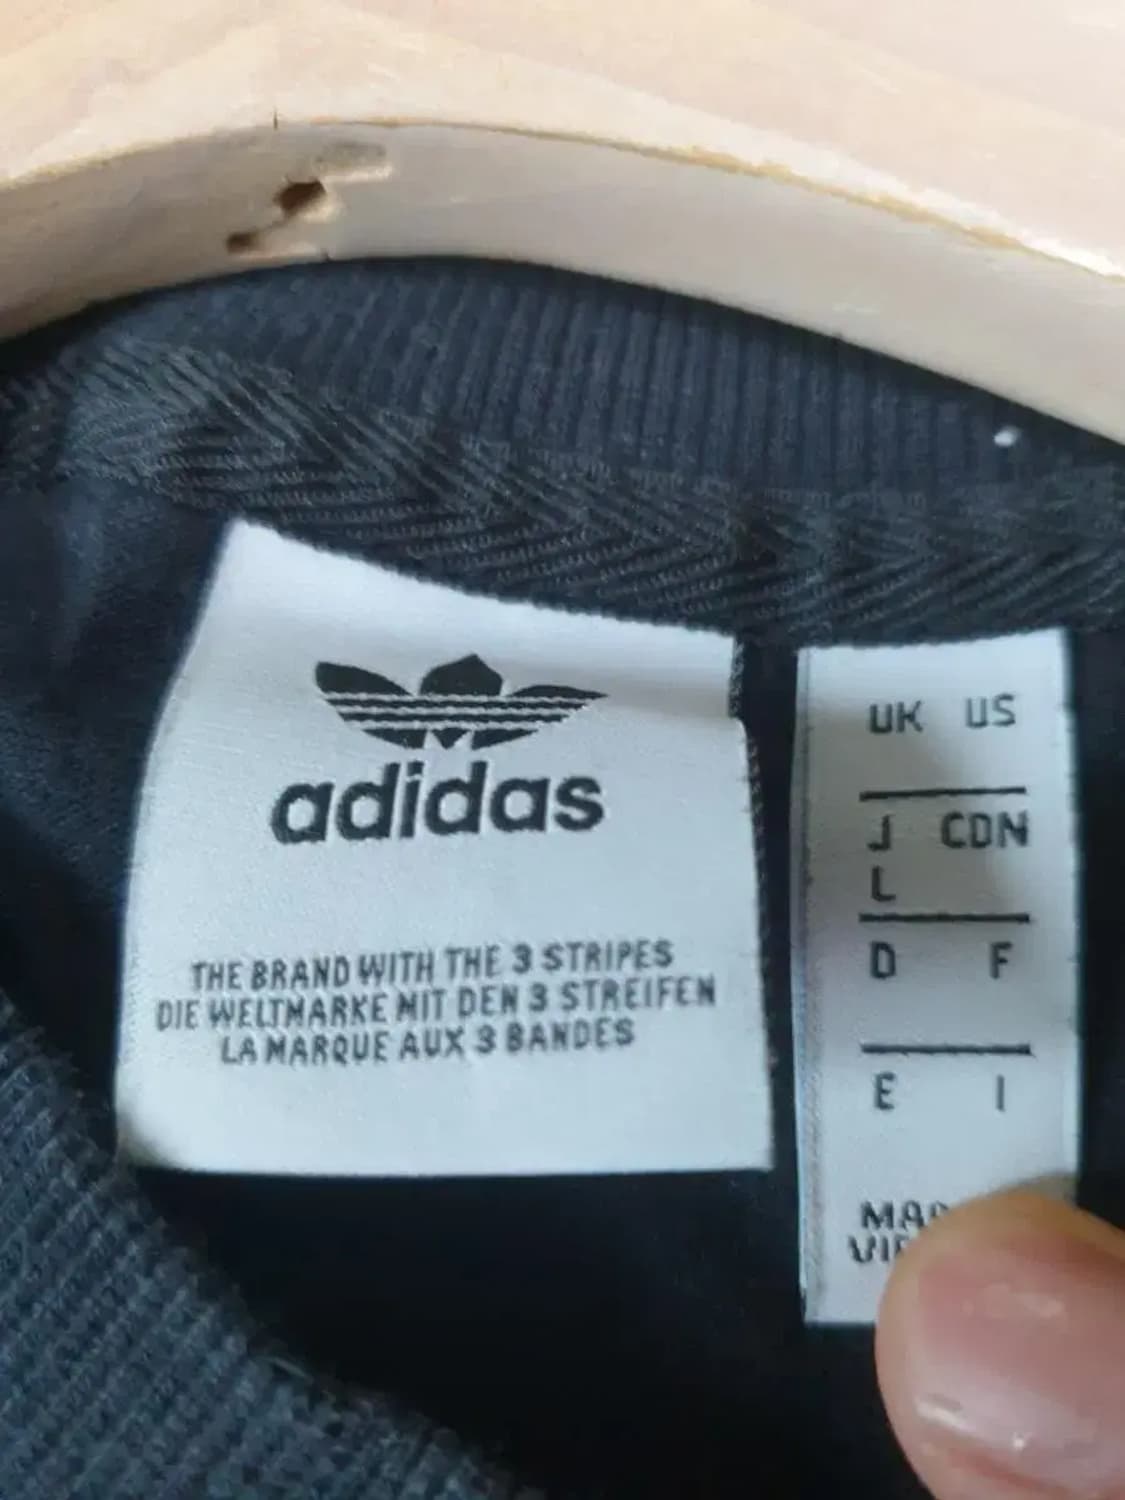 adidas
THE BRAND WITH THE 3 STRIPES
DIE WELTMARKE MIT DEN 3 STREIFEN
LA MARQUE AUX 3 BANDES
UK US
J CDN
L
D F
E I